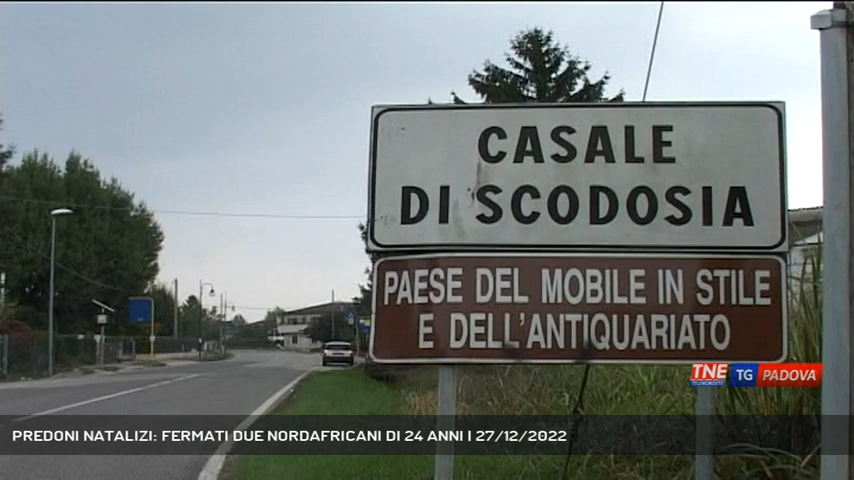 CASALE
DI SCODOSIA
PAESE DEL MOBILE IN STILE
E DELL'ANTIQUARIATO
TNE TG PADOVA
TELENORDEST
PREDONI NATALIZI: FERMATI DUE NORDAFRICANI DI 24 ANNI | 27/12/2022